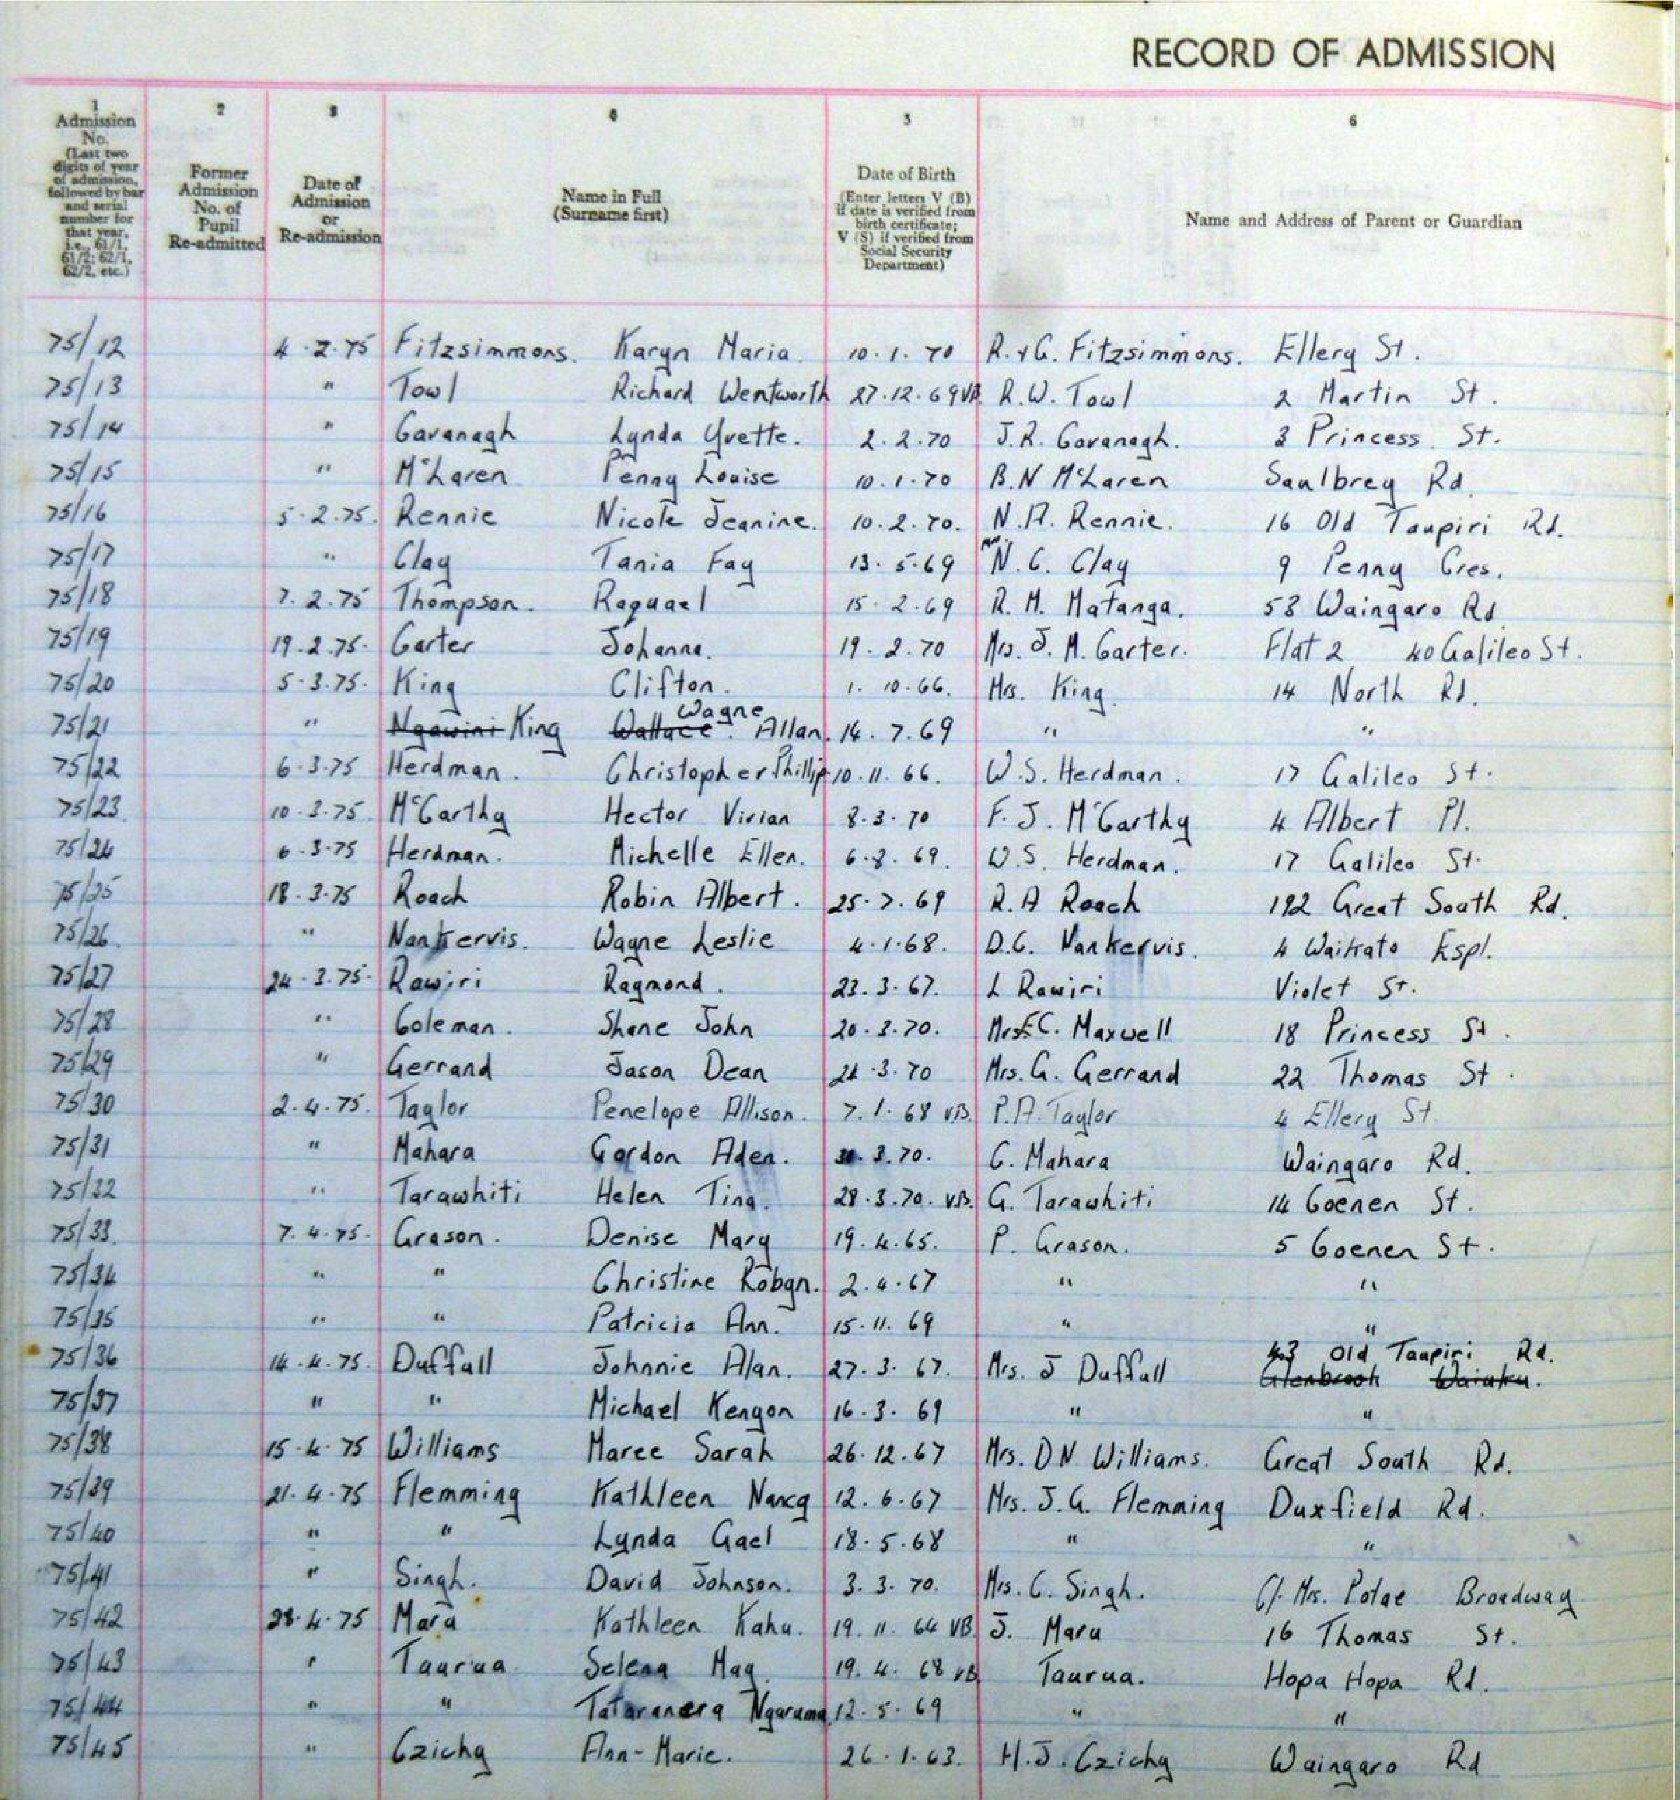 RECORD OF ADMISSION
1 2 3 4 5 6
Admission No. (Last two digits of year of admission, followed by bar and serial number for that year, i.e., 61/1, 61/2; 62/1, 62/2, etc.)
Former Admission No. of Pupil Re-admitted
Date of Admission or Re-admission
Name in Full (Surname first)
Date of Birth (Enter letters V (B) if date is verified from birth certificate; V (S) if verified from Social Security Department)
Name and Address of Parent or Guardian
75/12 4.2.75 Fitzsimmons. Karyn Maria. 10.1.70 R.+G. Fitzsimmons. Ellery St.
75/13 " Towl Richard Wentworth 27.12.69 VB. R.W. Towl 2 Martin St.
75/14 " Cavanagh Lynda Yvette. 2.2.70 J.R. Cavanagh. 3 Princess St.
75/15 " McLaren Penny Louise 10.1.70 B.N McLaren Saulbrey Rd.
75/16 5.2.75. Rennie Nicole Jeanine. 10.2.70. N.A. Rennie. 16 Old Taupiri Rd.
75/17 " Clay Tania Fay 13.5.69 N.C. Clay 9 Penny Cres.
75/18 7.2.75 Thompson. Raquael 15.2.69 R.M. Matanga. 53 Waingaro Rd
75/19 19.2.75. Carter Johanna. 19.2.70 Mrs. J.M. Carter. Flat 2 40 Galileo St.
75/20 5.3.75. King Clifton. 1.10.66. Mrs. King. 14 North Rd.
75/21 " Ngawini King Wallace. Wayne Allan. 14.7.69 " "
75/22 6.3.75 Herdman. Christopher Phillip 10.11.66. W.S. Herdman. 17 Galileo St.
75/23 10.3.75. McCarthy Hector Vivian 8.3.70 F.J. McCarthy 4 Albert Pl.
75/24 6.3.75 Herdman. Michelle Ellen. 6.8.69. W.S. Herdman. 17 Galileo St.
75/25 18.3.75 Roach Robin Albert. 25.7.69 R.A Roach 192 Great South Rd.
75/26 " Nankervis. Wayne Leslie 4.1.68. D.C. Nankervis. 4 Waikato Espl.
75/27 24.3.75. Rawiri Raymond. 23.3.67. L Rawiri Violet St.
75/28 " Coleman. Shane John 20.3.70. Mrs E.C. Maxwell 18 Princess St.
75/29 " Gerrand Jason Dean 3.70 Mrs. G. Gerrand 22 Thomas St.
75/30 2.4.75. Taylor Penelope Allison. 7.1.68 V.B. P.A. Taylor 4 Ellery St.
75/31 " Mahara Gordon Aden. 3.70. C. Mahara Waingaro Rd.
75/32 " Tarawhiti Helen Tina. 28.3.70. V.B. G. Tarawhiti 14 Coenen St.
75/33. 7.4.75. Crason. Denise Mary 19.4.65. P. Crason. 5 Coenen St.
75/34 " " Christine Robyn. 2.4.67 " "
75/35 " " Patricia Ann. 15.11.69 " "
75/36 14.4.75. Duffall Johnnie Alan. 27.3.67. Mrs. J Duffall 43 Old Taupiri Rd.
Glenbrook Waiuku.
75/37 " " Michael Kenyon 16.3.69 " "
75/38 15.4.75 Williams Maree Sarah 26.12.67 Mrs. D N Williams. Great South Rd.
75/39 21.4.75 Flemming Kathleen Nancy 12.6.67 Mrs. J.G. Flemming Duxfield Rd.
75/40 " " Lynda Gael 18.5.68 " "
75/41 " Singh. David Johnson. 3.3.70. Mrs. C. Singh. C/- Mrs. Potae Broadway
75/42 28.4.75 Mara Kathleen Kahu. 19.11.64 VB J. Maru 16 Thomas St.
75/43 " Taurua Selena May 19.4.68 VB Taurua. Hopa Hopa Rd.
75/44 " " 12.5.69 " "
75/45 " Czichy Ann-Marie. 26.1.63. H.J. Czichy Waingaro Rd